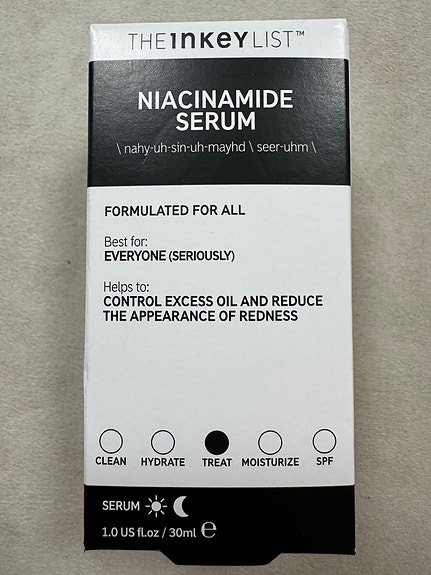 THE INKEY LIST™
NIACINAMIDE
SERUM
\ nahy-uh-sin-uh-mayhd \ seer-uhm \
FORMULATED FOR ALL
Best for:
EVERYONE (SERIOUSLY)
Helps to:
CONTROL EXCESS OIL AND REDUCE
THE APPEARANCE OF REDNESS
CLEAN HYDRATE TREAT MOISTURIZE SPF
SERUM
1.0 US fl.oz / 30ml ℮